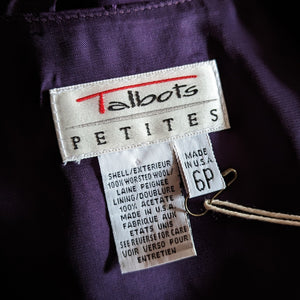 Talbots
PETITES
SHELL/EXTERIEUR
100% WORSTED WOOL/
LAINE PEIGNEE
LINING/DOUBLURE
100% ACETATE
MADE IN U.S.A.
FABRIQUE AUX
ETATS UNIS
SEE REVERSE FOR CARE
VOIR VERSO POUR
ENTRETIEN
MADE IN
U.S.A.
6P